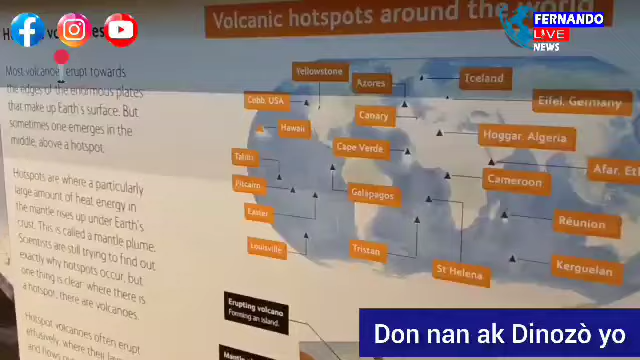 Volcanic hotspots around the world
FERNANDO
LIVE
NEWS
Most volcanoes erupt towards
the edges of the enormous plates
that make up Earth's surface. But
sometimes one emerges in the
middle, above a hotspot.
Hotspots are where a particularly
large amount of heat energy in
the mantle rises up under Earth's
crust. This is called a mantle plume.
Scientists are still trying to find out
exactly why hotspots occur, but
one thing is clear: where there is
a hotspot, there are volcanoes.
Hotspot volcanoes often erupt
effusively, where their
Yellowstone
Azores
Iceland
Cobb, USA
Canary
Eifel, Germany
Hawaii
Hoggar, Algeria
Cape Verde
Tahiti
Afar,
Pitcairn
Galapagos
Cameroon
Easter
Réunion
Louisville
Tristan
St Helena
Kerguelan
Erupting volcano
Forming an island.
Don nan ak Dinozò yo